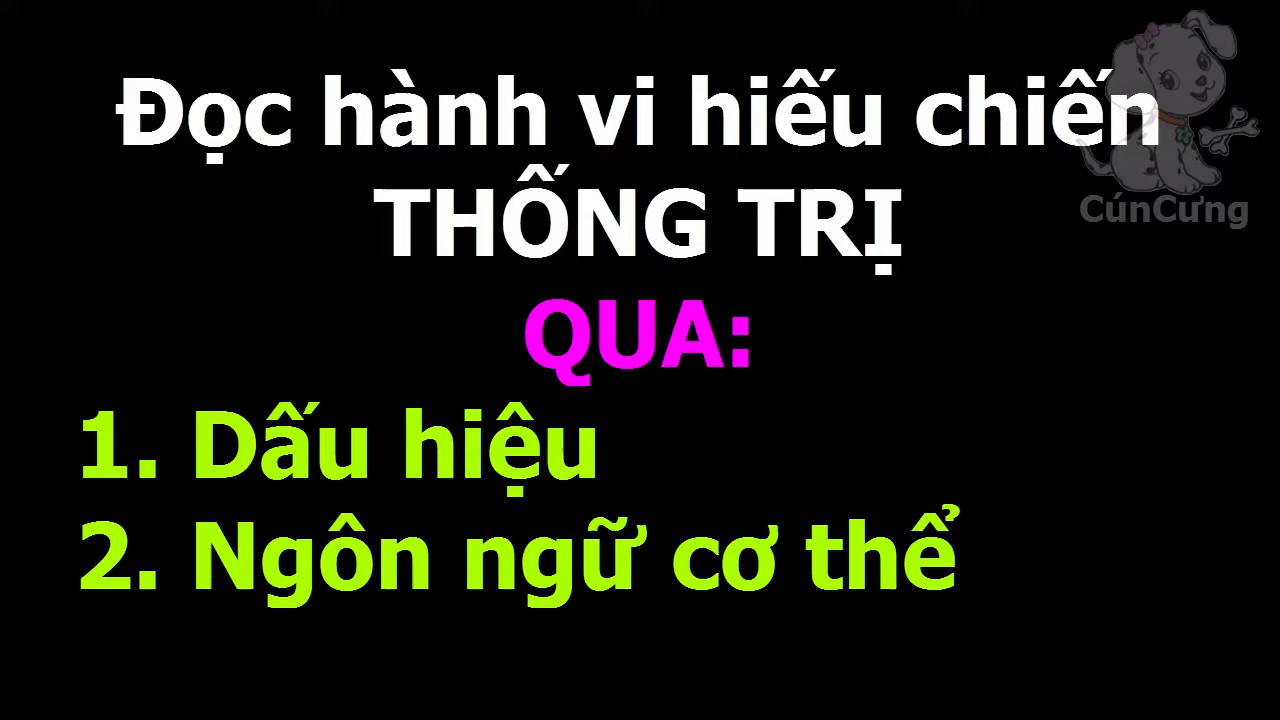 Đọc hành vi hiếu chiến
THỐNG TRỊ
QUA:
1. Dấu hiệu
2. Ngôn ngữ cơ thể
CúnCưng